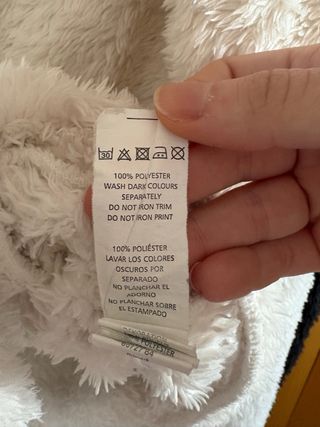 30
100% POLYESTER
WASH DARK COLOURS
SEPARATELY
DO NOT IRON TRIM
DO NOT IRON PRINT
100% POLIÉSTER
LAVAR LOS COLORES
OSCUROS POR
SEPARADO
NO PLANCHAR EL
ADORNO
NO PLANCHAR SOBRE
EL ESTAMPADO
POLYESTER